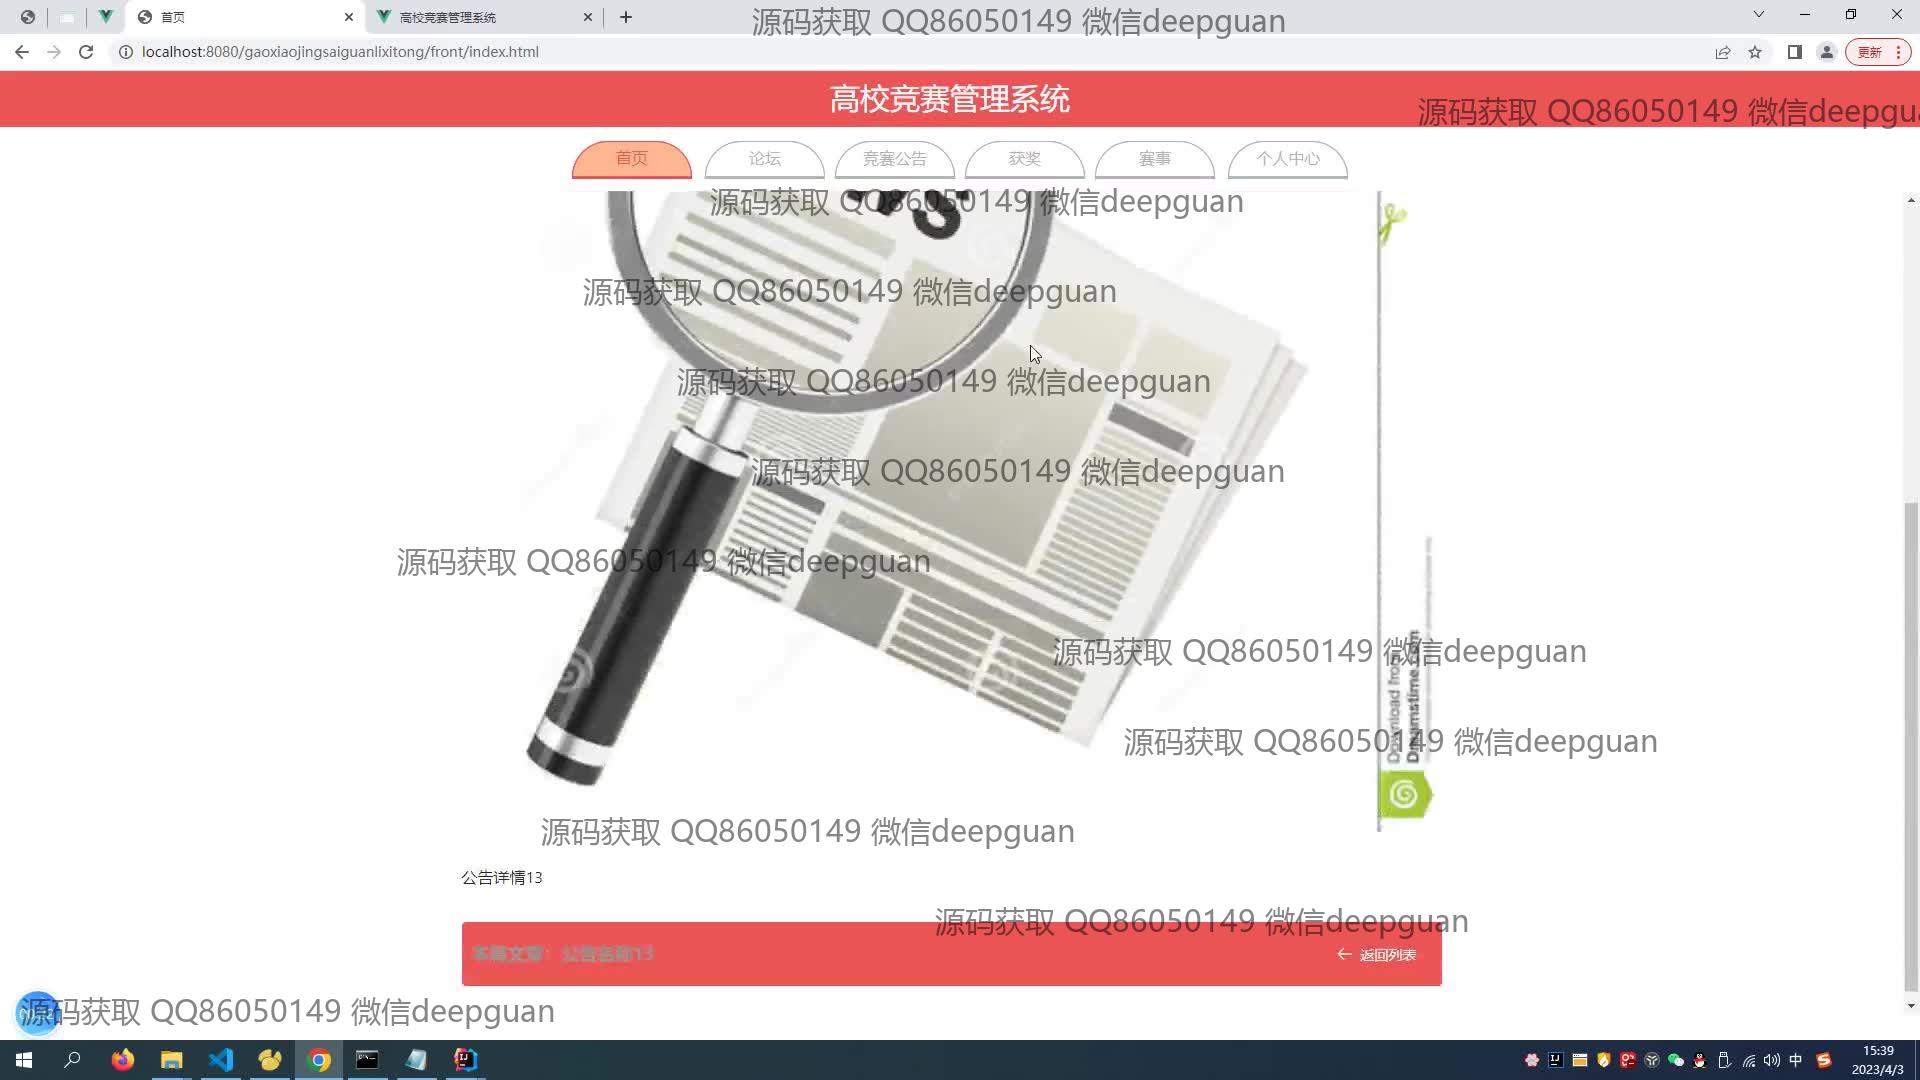 首页
高校竞赛管理系统
源码获取 QQ86050149 微信deepguan
localhost:8080/gaoxiaojingsaiguanlixitong/front/index.html
更新
高校竞赛管理系统
源码获取 QQ86050149 微信deepgu
首页
论坛
竞赛公告
获奖
赛事
个人中心
源码获取 QQ86050149 微信deepguan
源码获取 QQ86050149 微信deepguan
源码获取 QQ86050149 微信deepguan
源码获取 QQ86050149 微信deepguan
源码获取 QQ86050149 微信deepguan
源码获取 QQ86050149 微信deepguan
Download from
Dreamstime.com
源码获取 QQ86050149 微信deepguan
源码获取 QQ86050149 微信deepguan
公告详情13
源码获取 QQ86050149 微信deepguan
本篇文章：公告名称13
返回列表
源码获取 QQ86050149 微信deepguan
中
15:39
2023/4/3